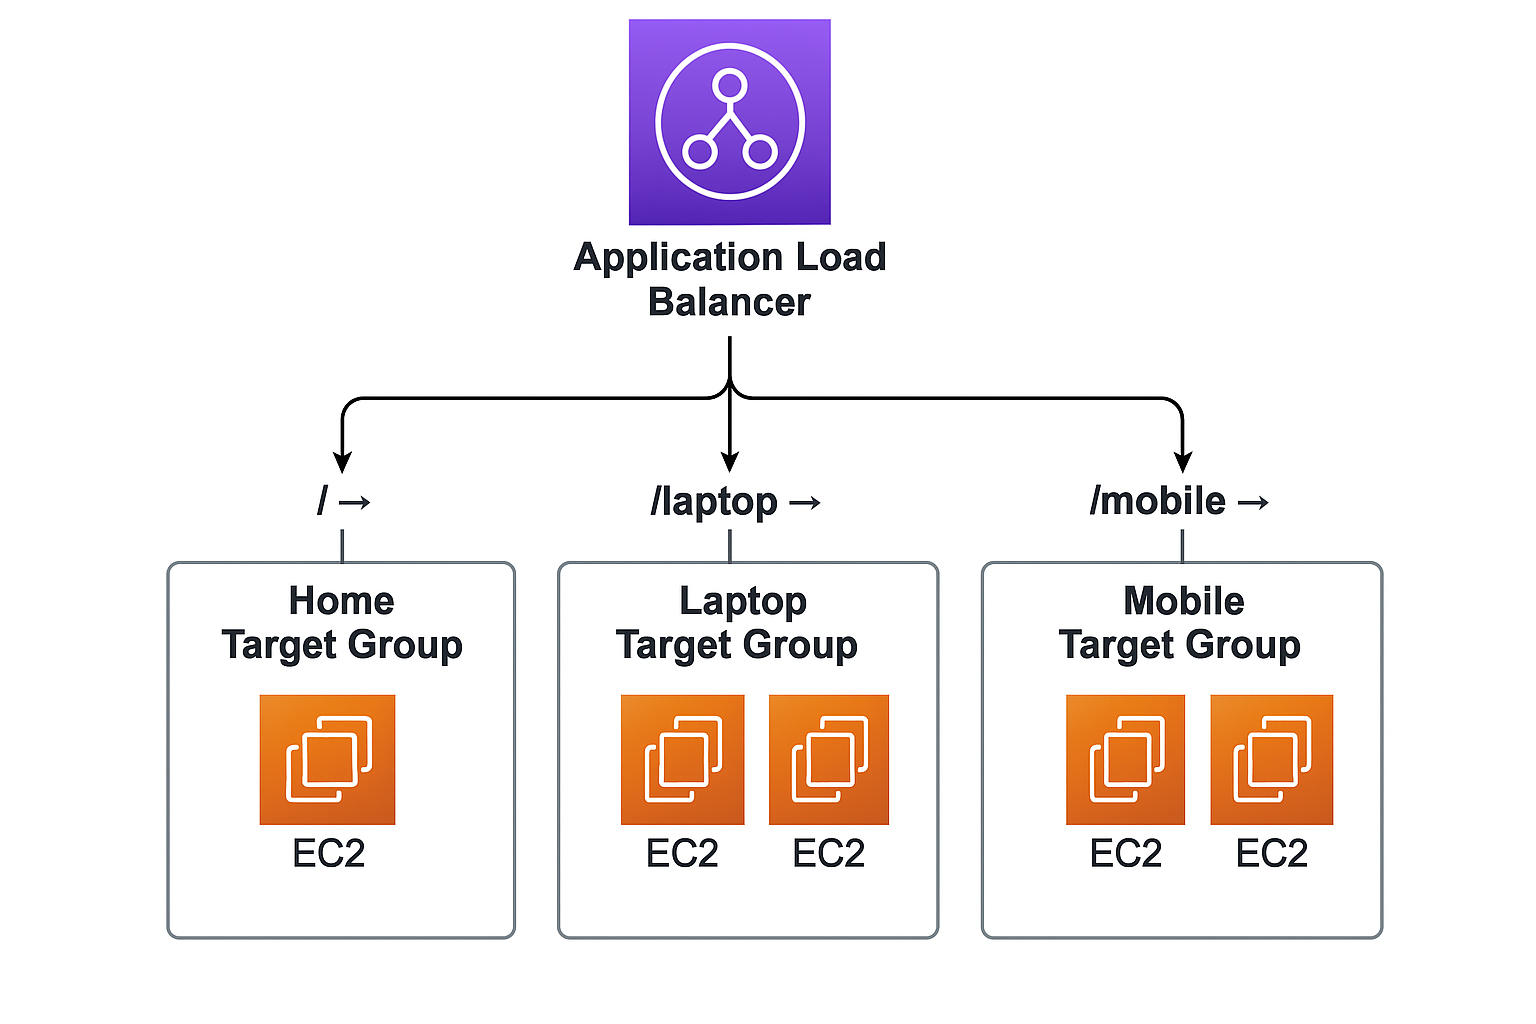 Application Load
Balancer
/ →
/laptop →
/mobile →
Home
Target Group
Laptop
Target Group
Mobile
Target Group
EC2
EC2
EC2
EC2
EC2